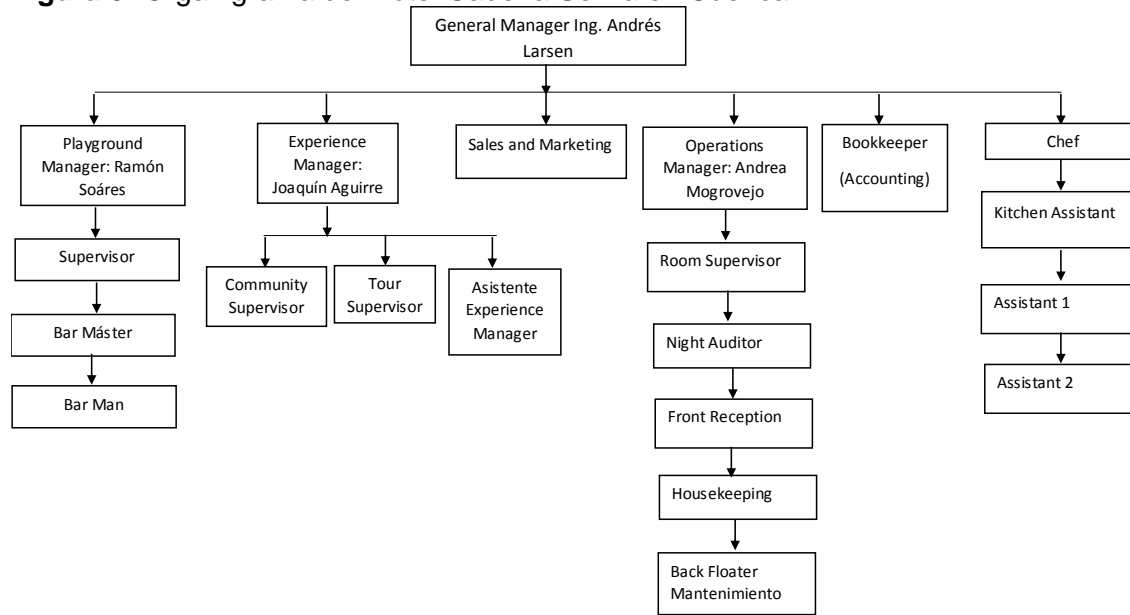 General Manager Ing. Andrés
Larsen
Playground
Manager: Ramón
Soáres
Experience
Manager:
Joaquín Aguirre
Sales and Marketing
Operations
Manager: Andrea
Mogrovejo
Bookkeeper
(Accounting)
Chef
Supervisor
Bar Máster
Bar Man
Community
Supervisor
Tour
Supervisor
Asistente
Experience
Manager
Room Supervisor
Night Auditor
Front Reception
Housekeeping
Back Floater
Mantenimiento
Kitchen Assistant
Assistant 1
Assistant 2